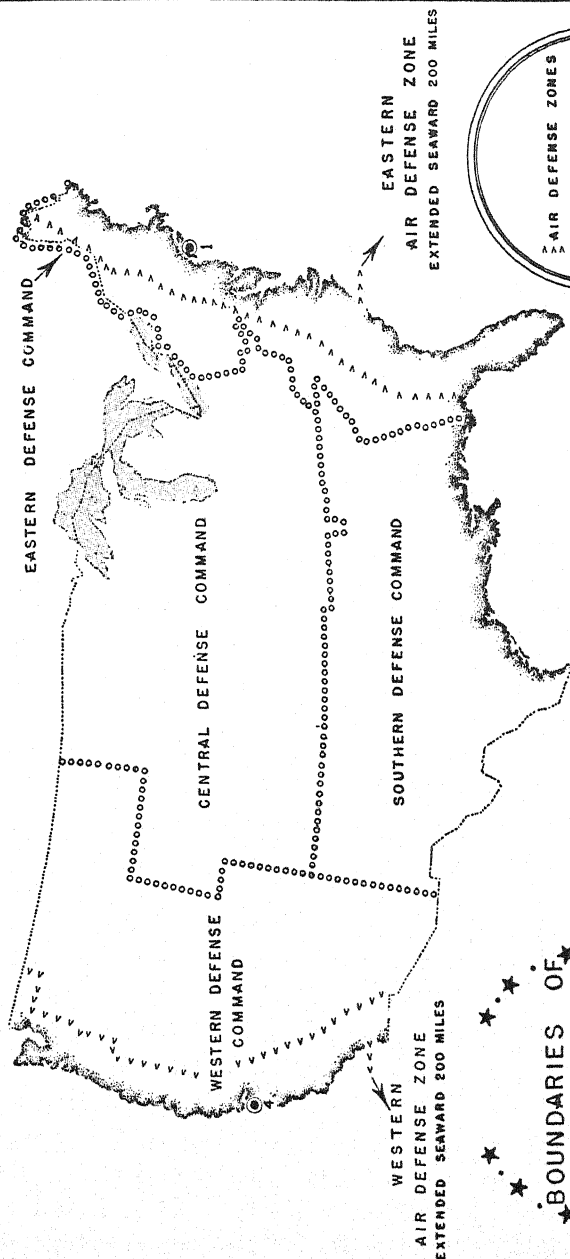 EASTERN DEFENSE COMMAND
EASTERN
AIR DEFENSE ZONE
EXTENDED SEAWARD 200 MILES
1
CENTRAL DEFENSE COMMAND
SOUTHERN DEFENSE COMMAND
WESTERN DEFENSE
COMMAND
4
WESTERN
AIR DEFENSE ZONE
EXTENDED SEAWARD 200 MILES
AIR DEFENSE ZONES
BOUNDARIES OF